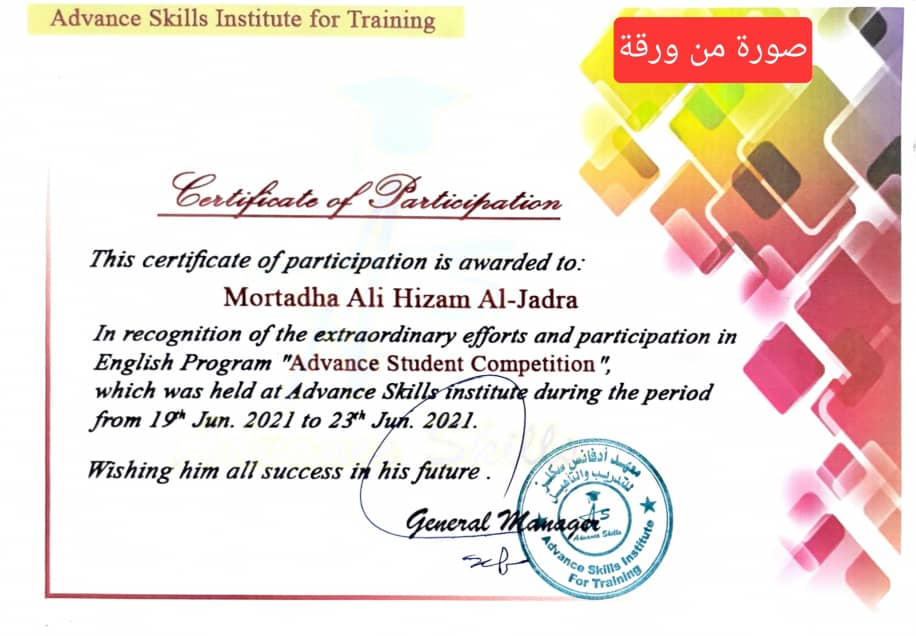 Advance Skills Institute for Training
صورة من ورقة
Certificate of Participation
This certificate of participation is awarded to:
Mortadha Ali Hizam Al-Jadra
In recognition of the extraordinary efforts and participation in
English Program "Advance Student Competition",
which was held at Advance Skills institute during the period
from 19th Jun. 2021 to 23th Jun. 2021.
Wishing him all success in his future .
General Manager
معهد أدفانس سكلز
للتدريب والتأهيل
AS
Advance Skills
Advance Skills Institute
For Training